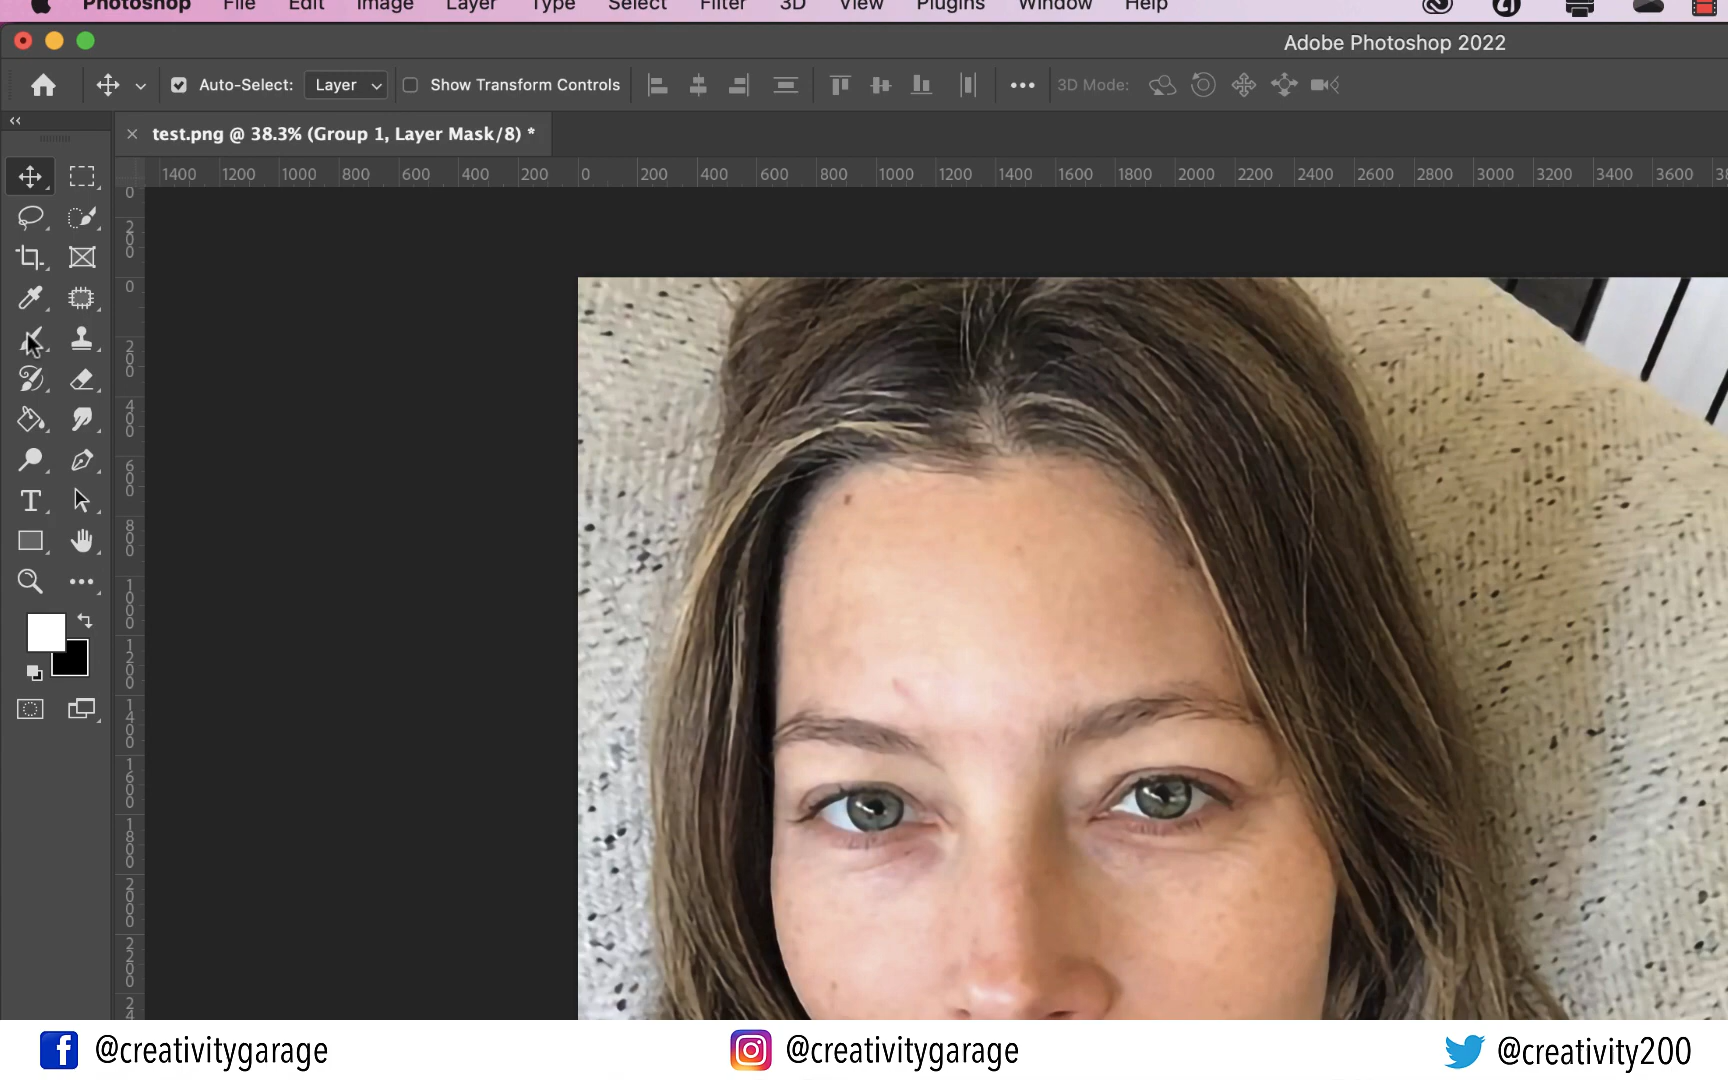 Photoshop File Edit Image Layer Type Select Filter 3D View Plugins Window Help
Adobe Photoshop 2022
Auto-Select: Layer Show Transform Controls 3D Mode:
test.png @ 38.3% (Group 1, Layer Mask/8) *
1400 1200 1000 800 600 400 200 0 200 400 600 800 1000 1200 1400 1600 1800 2000 2200 2400 2600 2800 3000 3200 3400 3600
0
200
0
200
400
600
800
1000
1200
1400
1600
1800
2000
2200
T
@creativitygarage @creativitygarage @creativity200